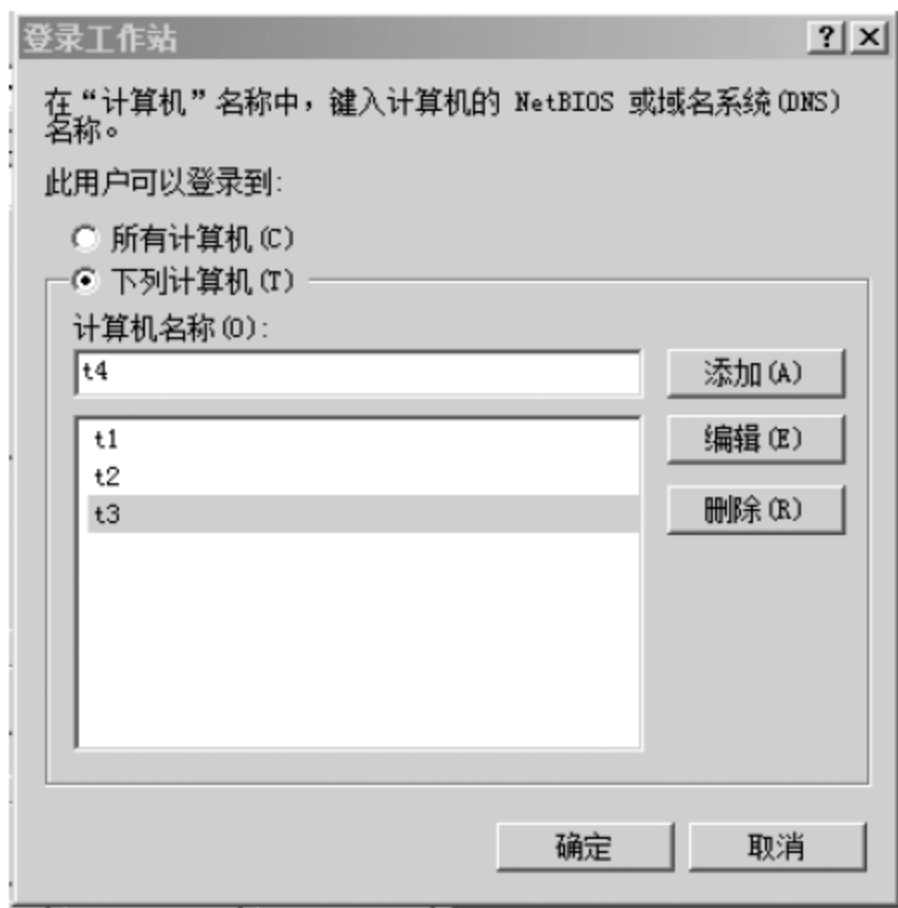 登录工作站
在“计算机”名称中，键入计算机的 NetBIOS 或域名系统(DNS)
名称。
此用户可以登录到:
所有计算机(C)
下列计算机(T)
计算机名称(O):
t4
添加(A)
t1
编辑(E)
t2
t3
删除(R)
确定
取消